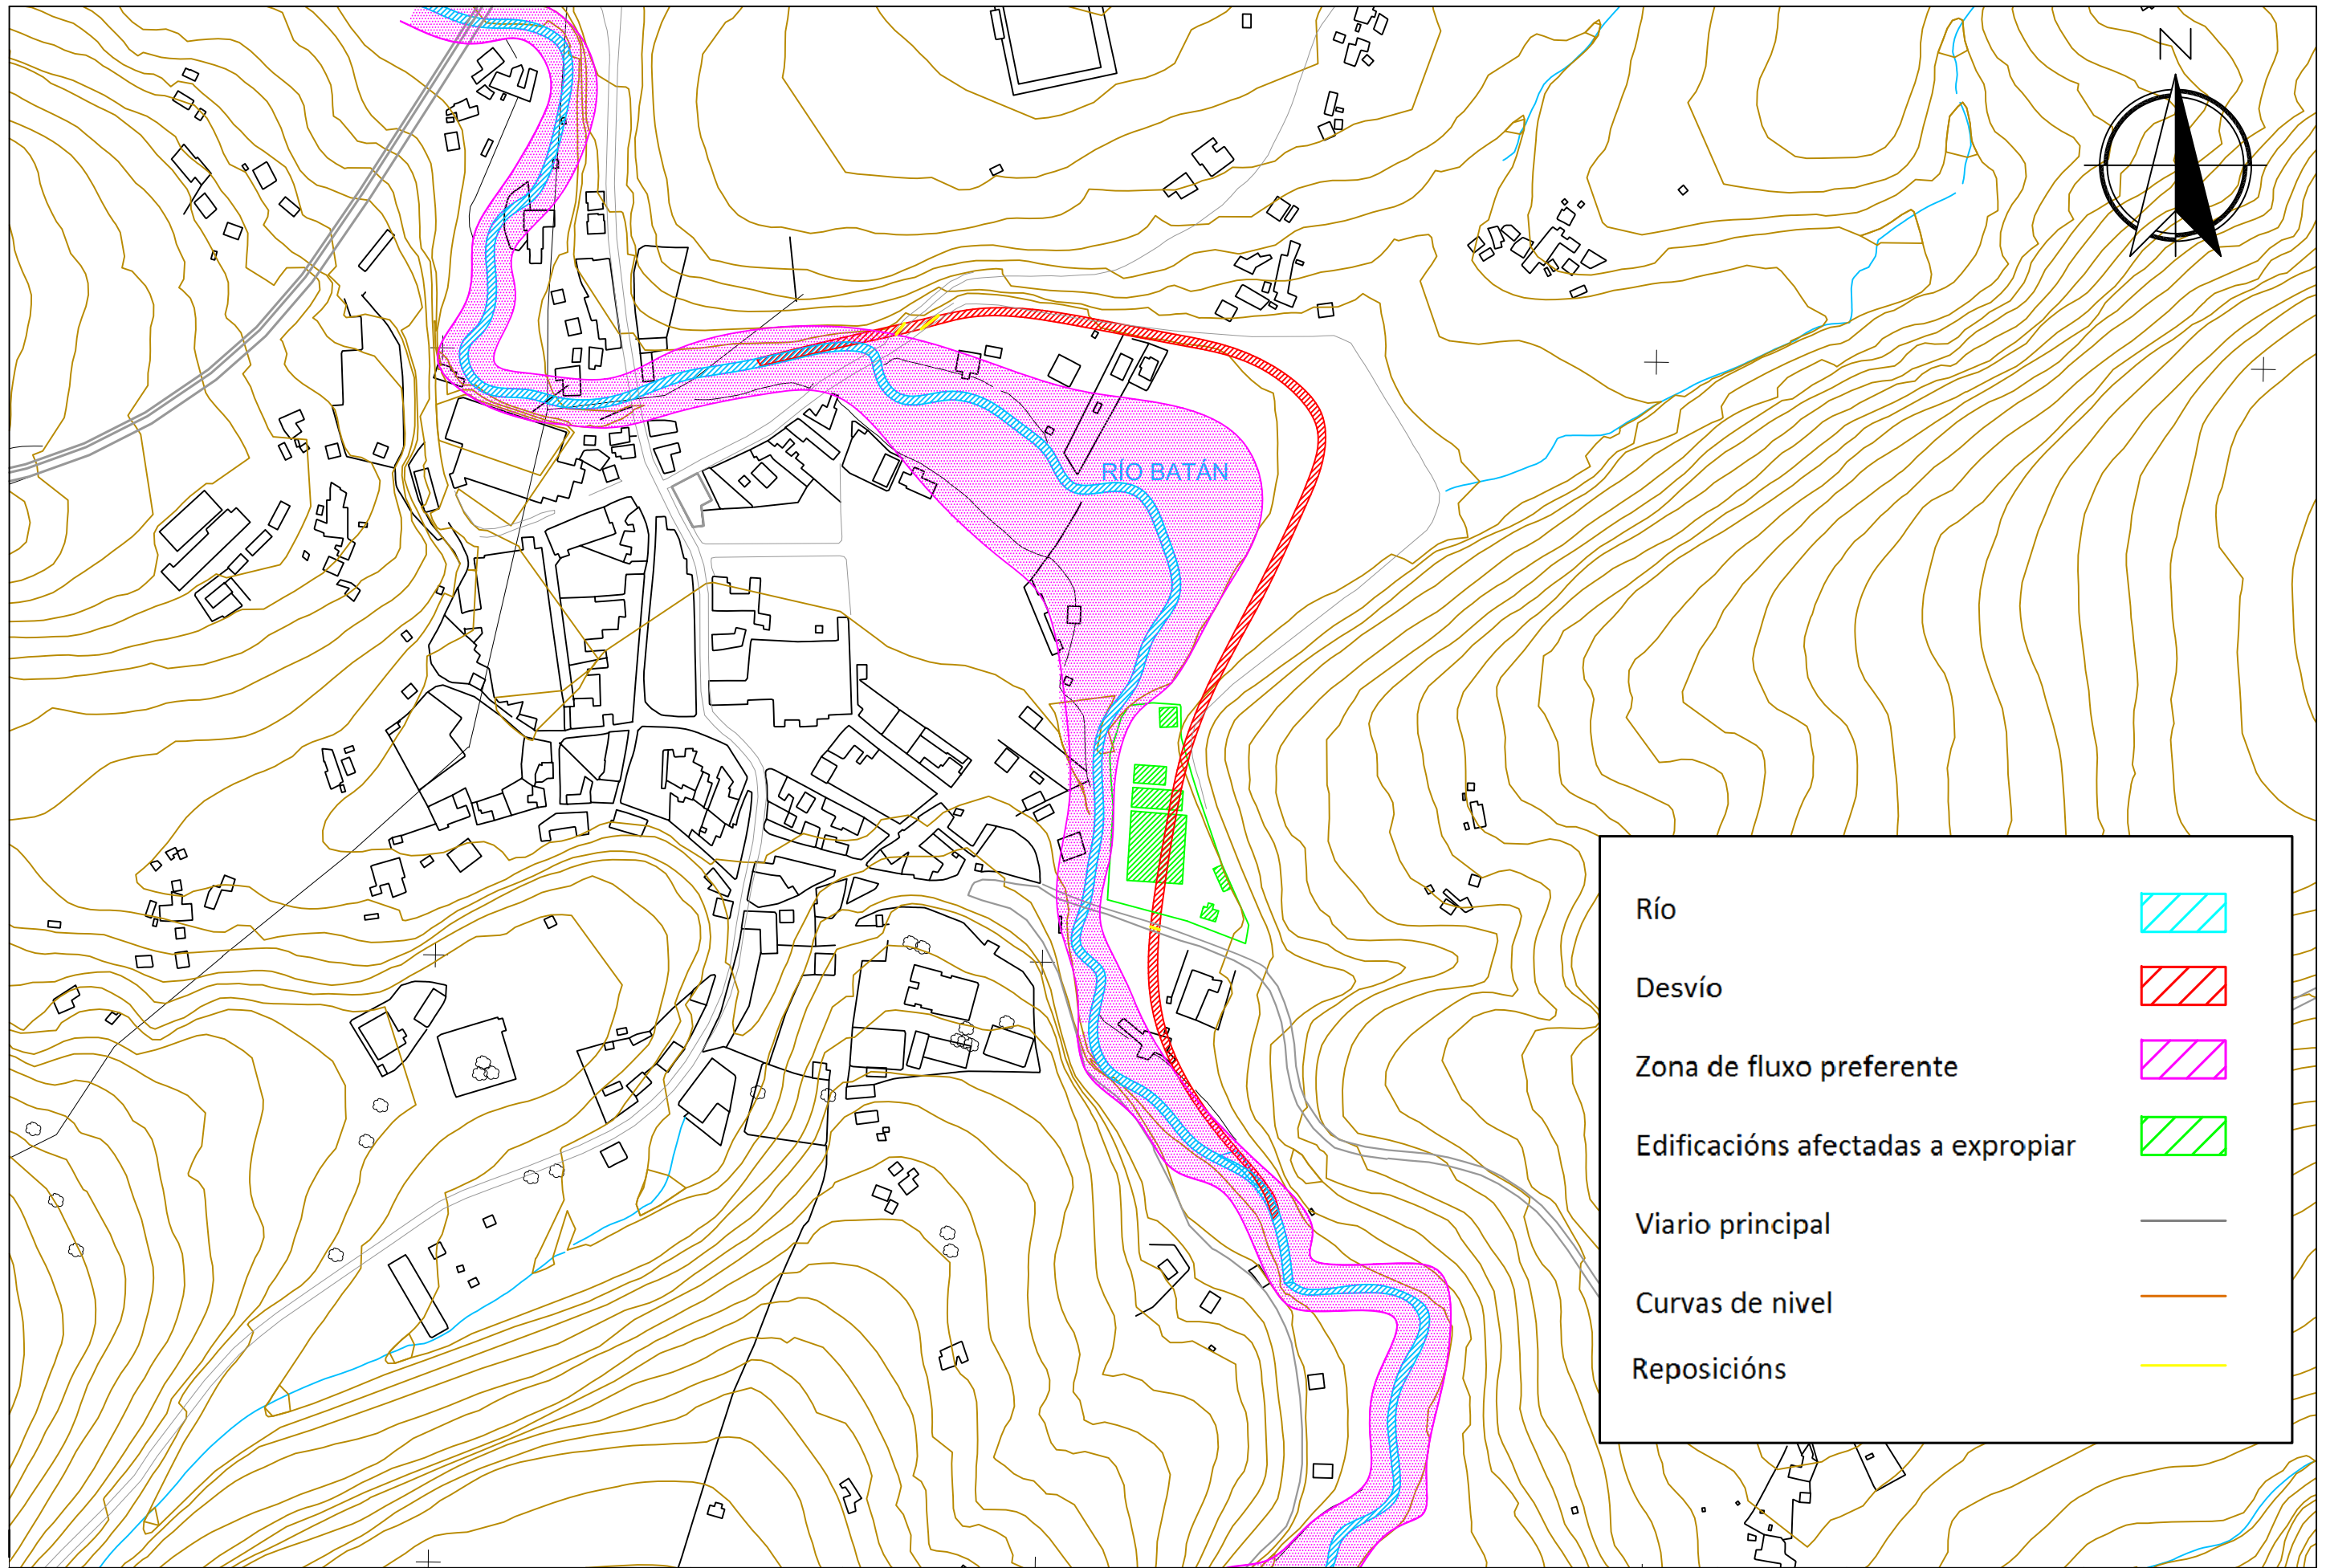 N
RÍO BATÁN
Río
Desvío
Zona de fluxo preferente
Edificacións afectadas a expropiar
Viario principal
Curvas de nivel
Reposicións